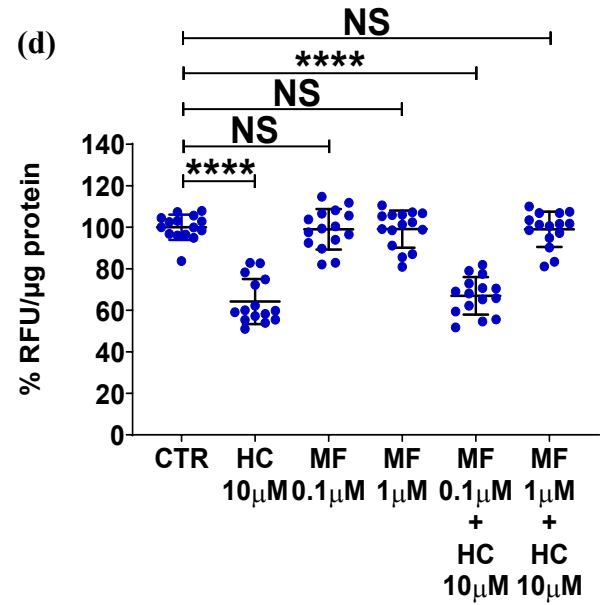 (d)
NS
****
NS
NS
****
% RFU/µg protein
140
120
100
80
60
40
20
0
CTR HC MF MF MF MF
10µM 0.1µM 1µM 0.1µM 1µM
+ +
HC HC
10µM 10µM